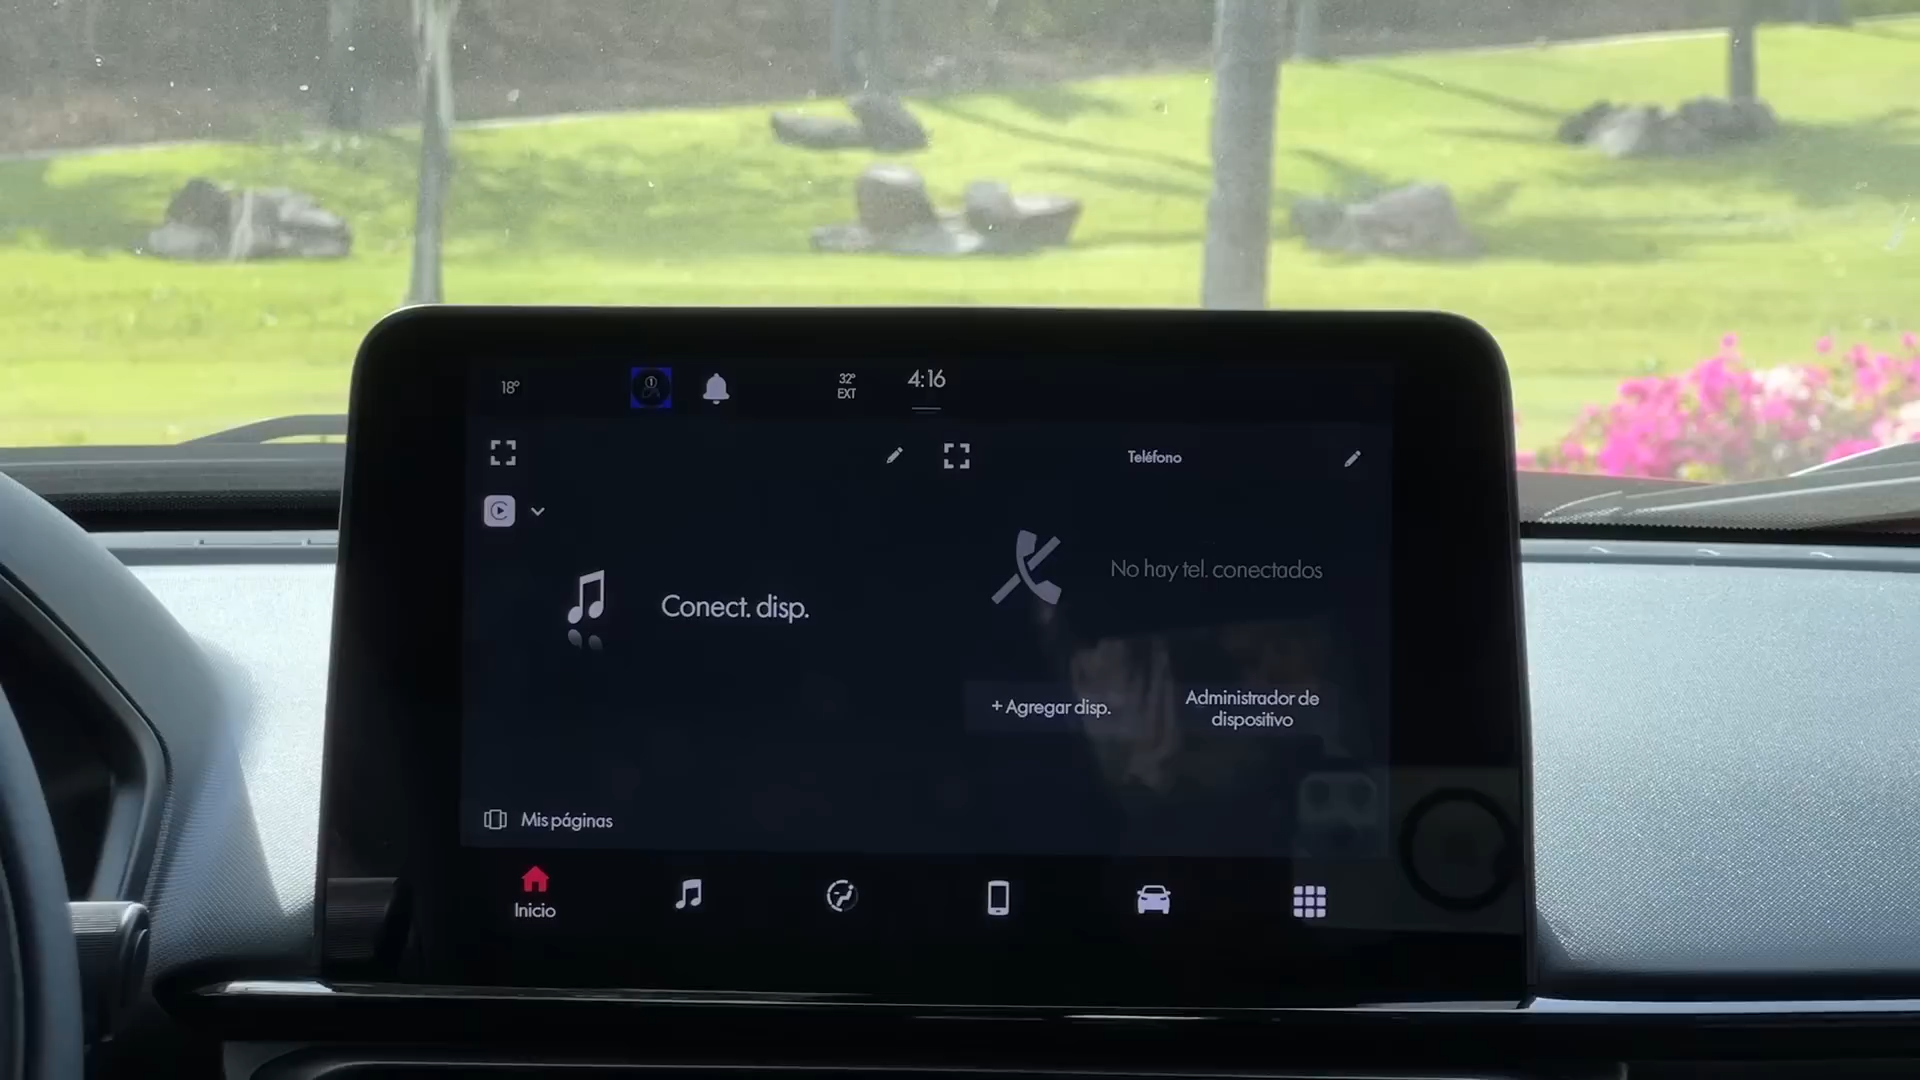 18°
1
32°
EXT
4:16
Teléfono
Conect. disp.
No hay tel. conectados
+ Agregar disp.
Administrador de
dispositivo
Mis páginas
Inicio